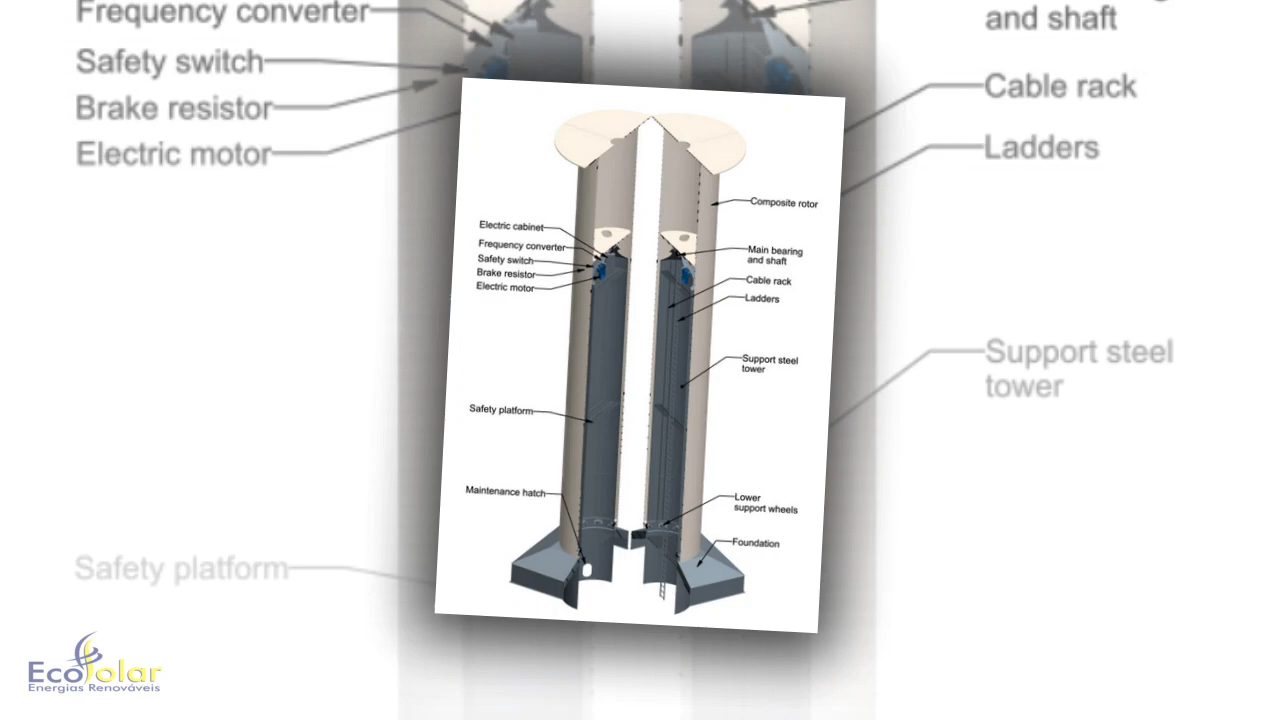 Frequency converter
Safety switch
Brake resistor
Electric motor
Safety platform
and shaft
Cable rack
Ladders
Support steel
tower
Electric cabinet
Frequency converter
Safety switch
Brake resistor
Electric motor
Safety platform
Maintenance hatch
Composite rotor
Main bearing
and shaft
Cable rack
Ladders
Support steel
tower
Lower
support wheels
Foundation
EcoSolar
Energias Renováveis